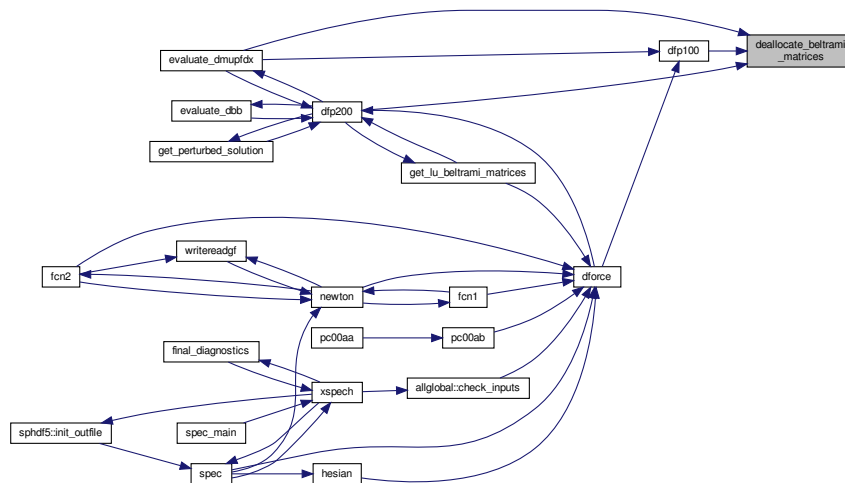 deallocate_beltrami
_matrices
dfp100
evaluate_dmupfdx
evaluate_dbb
dfp200
get_perturbed_solution
get_lu_beltrami_matrices
writereadgf
fcn2
dforce
newton
fcn1
pc00aa
pc00ab
final_diagnostics
xspech
allglobal::check_inputs
sphdf5::init_outfile
spec_main
spec
hesian